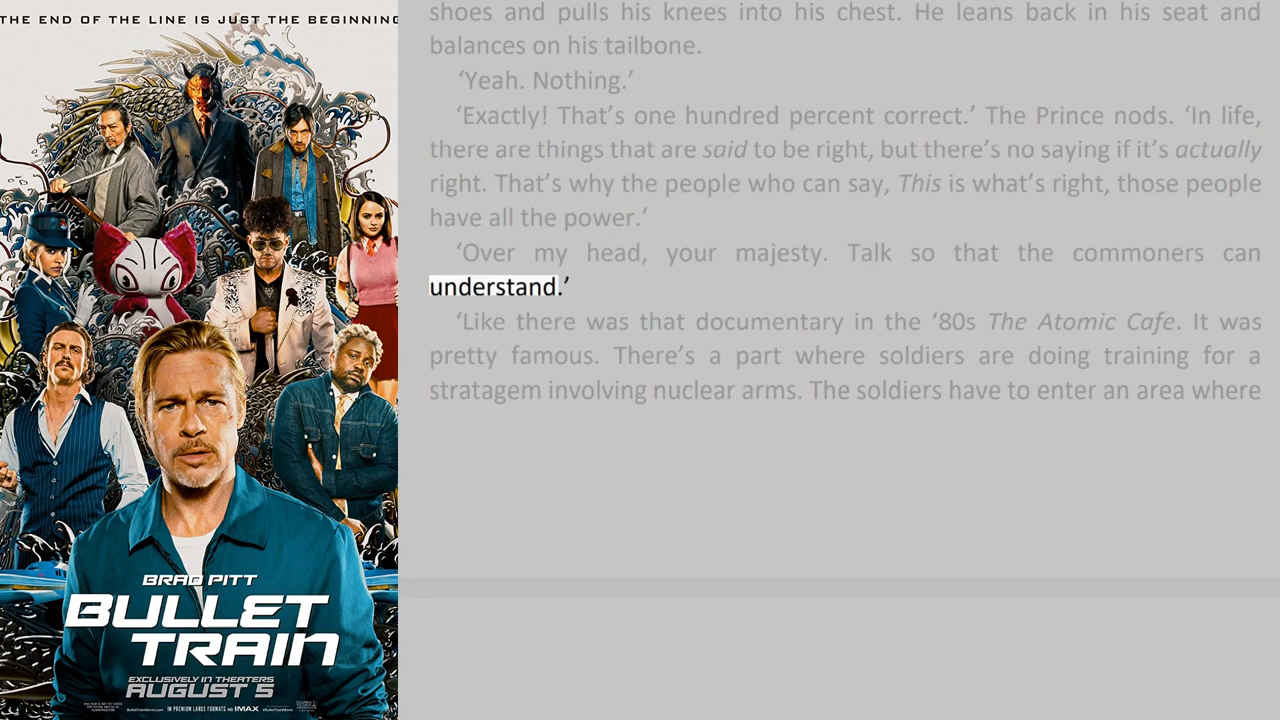 THE END OF THE LINE IS JUST THE BEGINNING
BRAD PITT
BULLET
TRAIN
EXCLUSIVELY IN THEATERS
AUGUST 5
BulletTrainMovie.com IN PREMIUM LARGE FORMATS AND IMAX #BulletTrainMovie
shoes and pulls his knees into his chest. He leans back in his seat and
balances on his tailbone.
‘Yeah. Nothing.’
‘Exactly! That’s one hundred percent correct.’ The Prince nods. ‘In life,
there are things that are said to be right, but there’s no saying if it’s actually
right. That’s why the people who can say, This is what’s right, those people
have all the power.’
‘Over my head, your majesty. Talk so that the commoners can
understand.’
‘Like there was that documentary in the ‘80s The Atomic Cafe. It was
pretty famous. There’s a part where soldiers are doing training for a
stratagem involving nuclear arms. The soldiers have to enter an area where